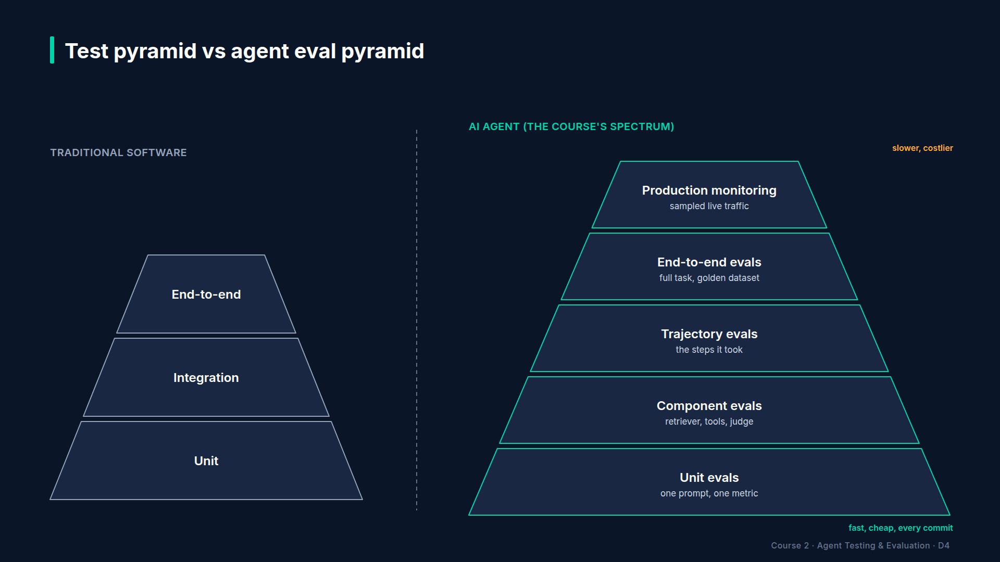 Test pyramid vs agent eval pyramid
TRADITIONAL SOFTWARE
End-to-end
Integration
Unit
AI AGENT (THE COURSE'S SPECTRUM)
slower, costlier
Production monitoring
sampled live traffic
End-to-end evals
full task, golden dataset
Trajectory evals
the steps it took
Component evals
retriever, tools, judge
Unit evals
one prompt, one metric
fast, cheap, every commit
Course 2 · Agent Testing & Evaluation · D4